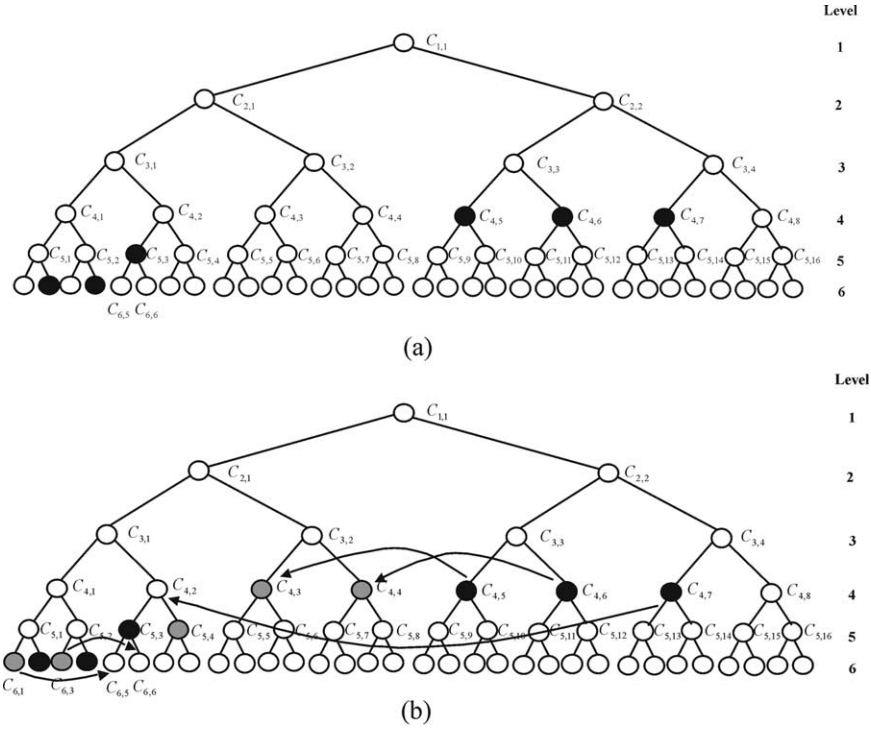 Level
C1,1 1
C2,1 C2,2 2
C3,1 C3,2 C3,3 C3,4 3
C4,1 C4,2 C4,3 C4,4 C4,5 C4,6 C4,7 C4,8 4
C5,1 C5,2 C5,3 C5,4 C5,5 C5,6 C5,7 C5,8 C5,9 C5,10 C5,11 C5,12 C5,13 C5,14 C5,15 C5,16 5
6
C6,5 C6,6
(a)
Level
C1,1 1
C2,1 C2,2 2
C3,1 C3,2 C3,3 C3,4 3
C4,1 C4,2 C4,3 C4,4 C4,5 C4,6 C4,7 C4,8 4
C5,1 C5,2 C5,3 C5,4 C5,5 C5,6 C5,7 C5,8 C5,9 C5,10 C5,11 C5,12 C5,13 C5,14 C5,15 C5,16 5
6
C6,1 C6,3 C6,5 C6,6
(b)